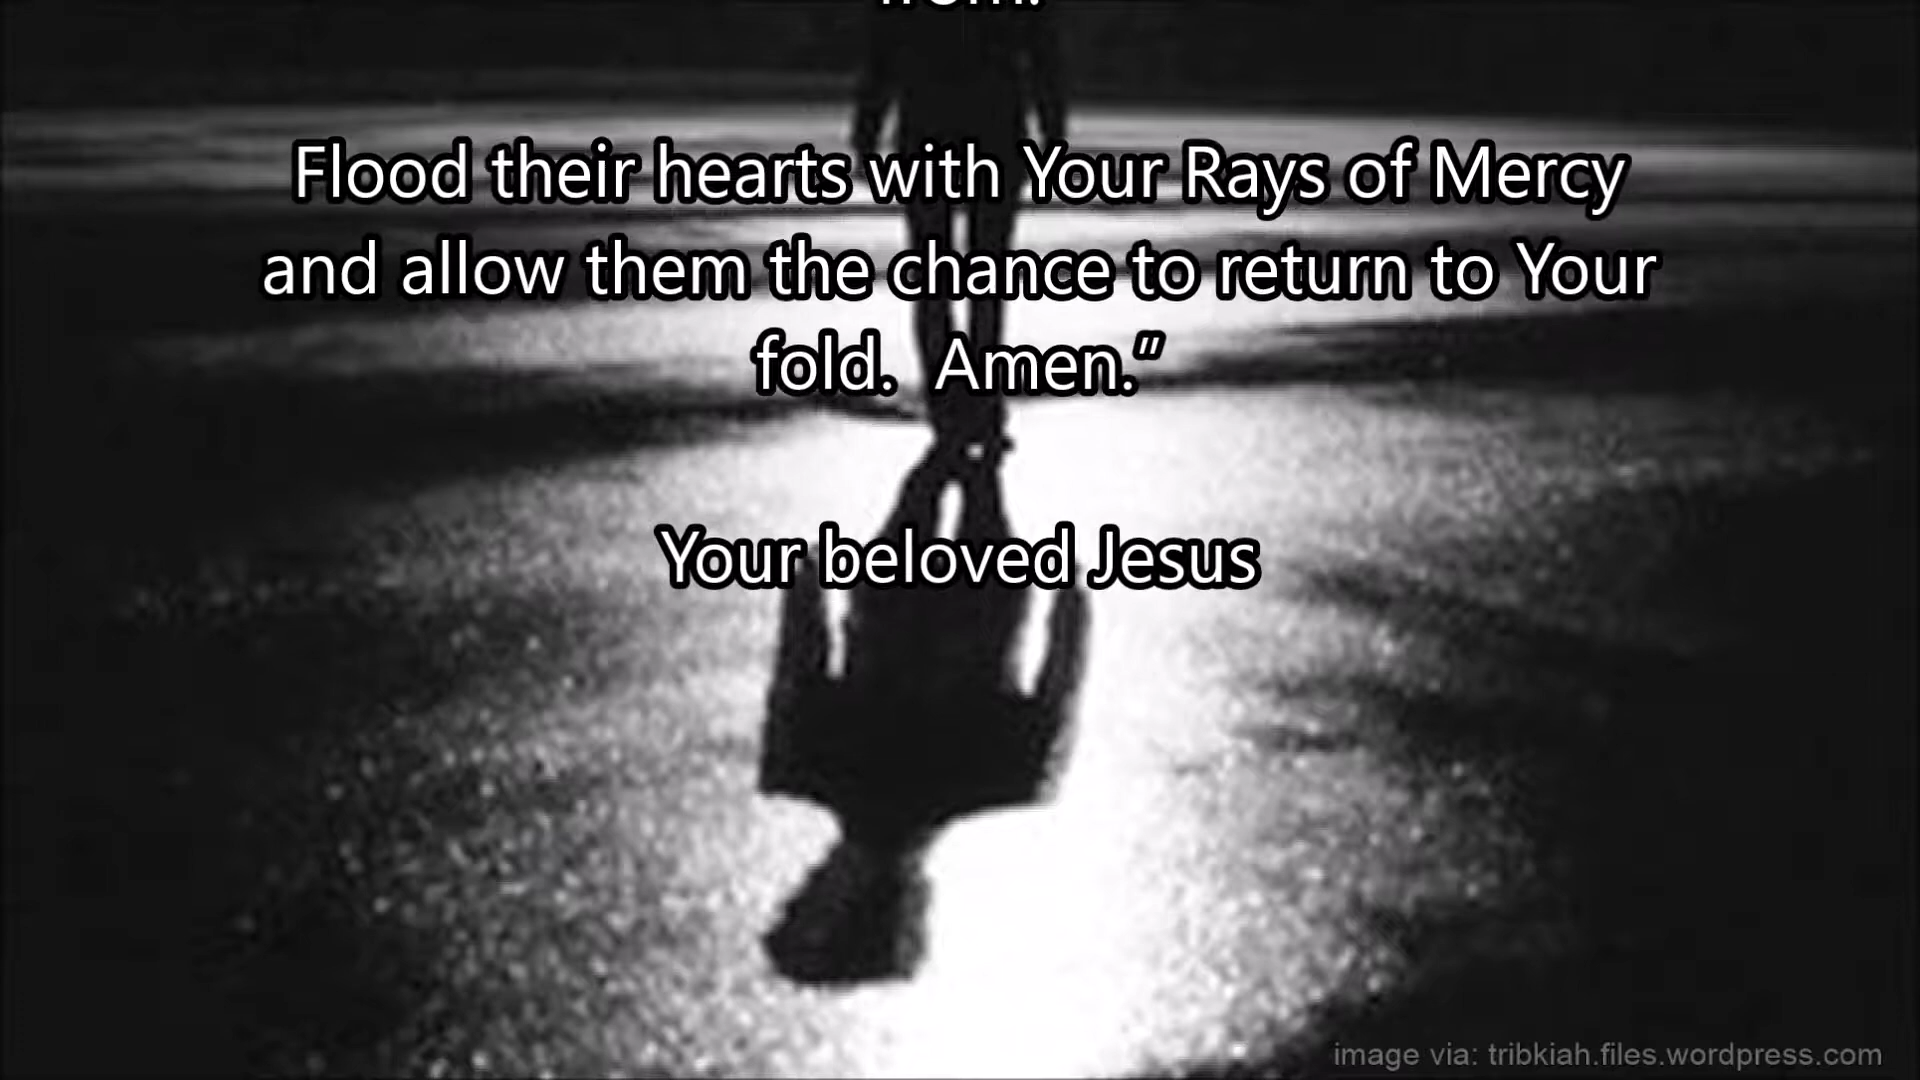 from.
Flood their hearts with Your Rays of Mercy
and allow them the chance to return to Your
fold.  Amen.”
Your beloved Jesus
image via: tribkiah.files.wordpress.com